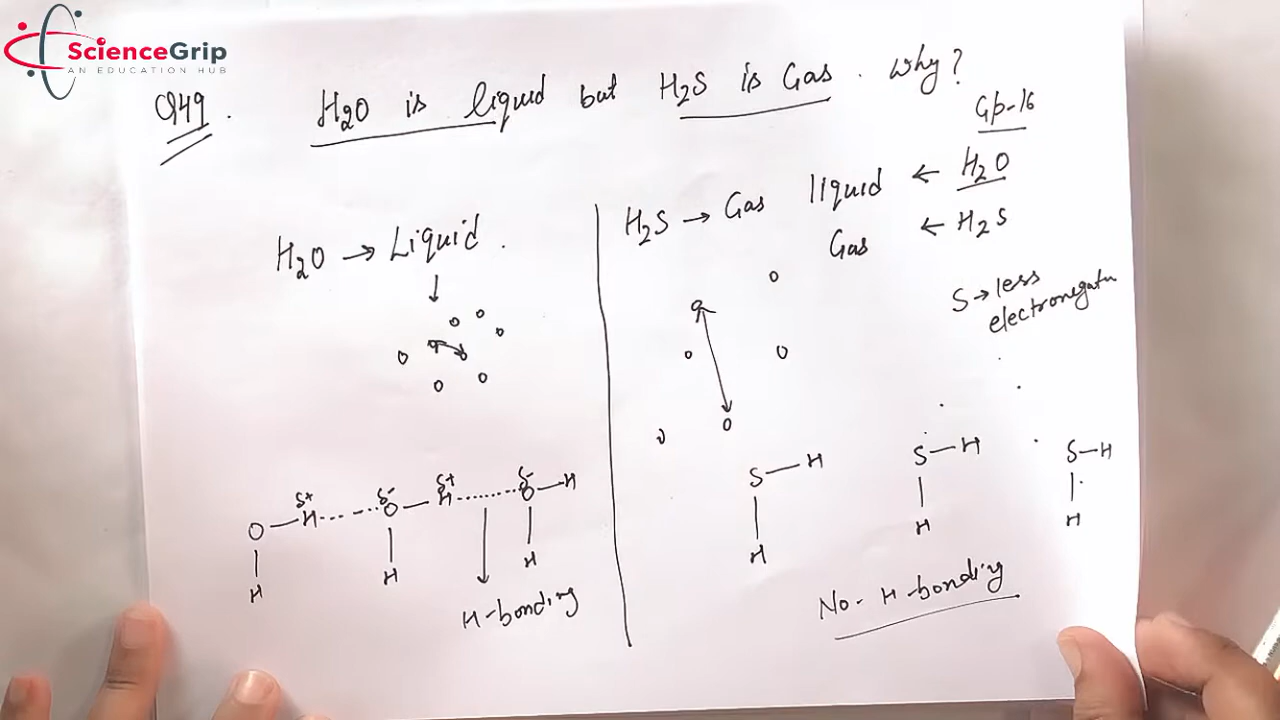 ScienceGrip
AN EDUCATION HUB
Q49. H2O is liquid but H2S is Gas. Why?
Gp-16
H2O → Liquid.
H2S → Gas
liquid ← H2O
Gas ← H2S
S → less
O O O
O O O O
O O
O O
O O
δ+ δ- δ+ δ-
O—H------O—H.......O—H
H H H
H-bonding
S—H S—H S—H
H H H
No-H-bonding